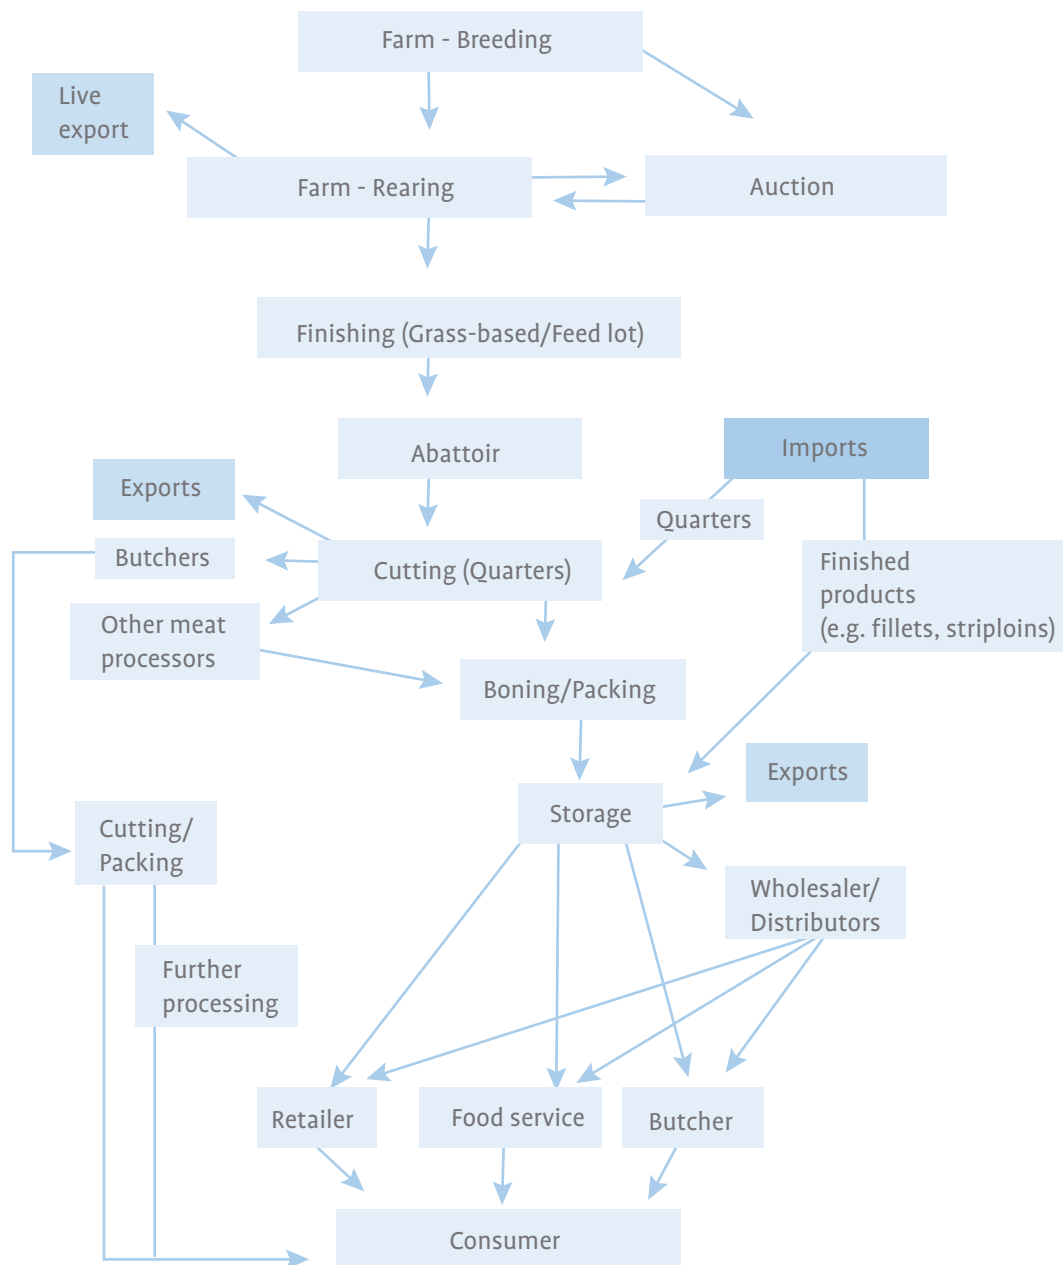 Farm - Breeding
Live
export
Farm - Rearing
Auction
Finishing (Grass-based/Feed lot)
Abattoir
Imports
Exports
Quarters
Butchers
Cutting (Quarters)
Finished
products
(e.g. fillets, striploins)
Other meat
processors
Boning/Packing
Exports
Storage
Cutting/
Packing
Wholesaler/
Distributors
Further
processing
Retailer
Food service
Butcher
Consumer